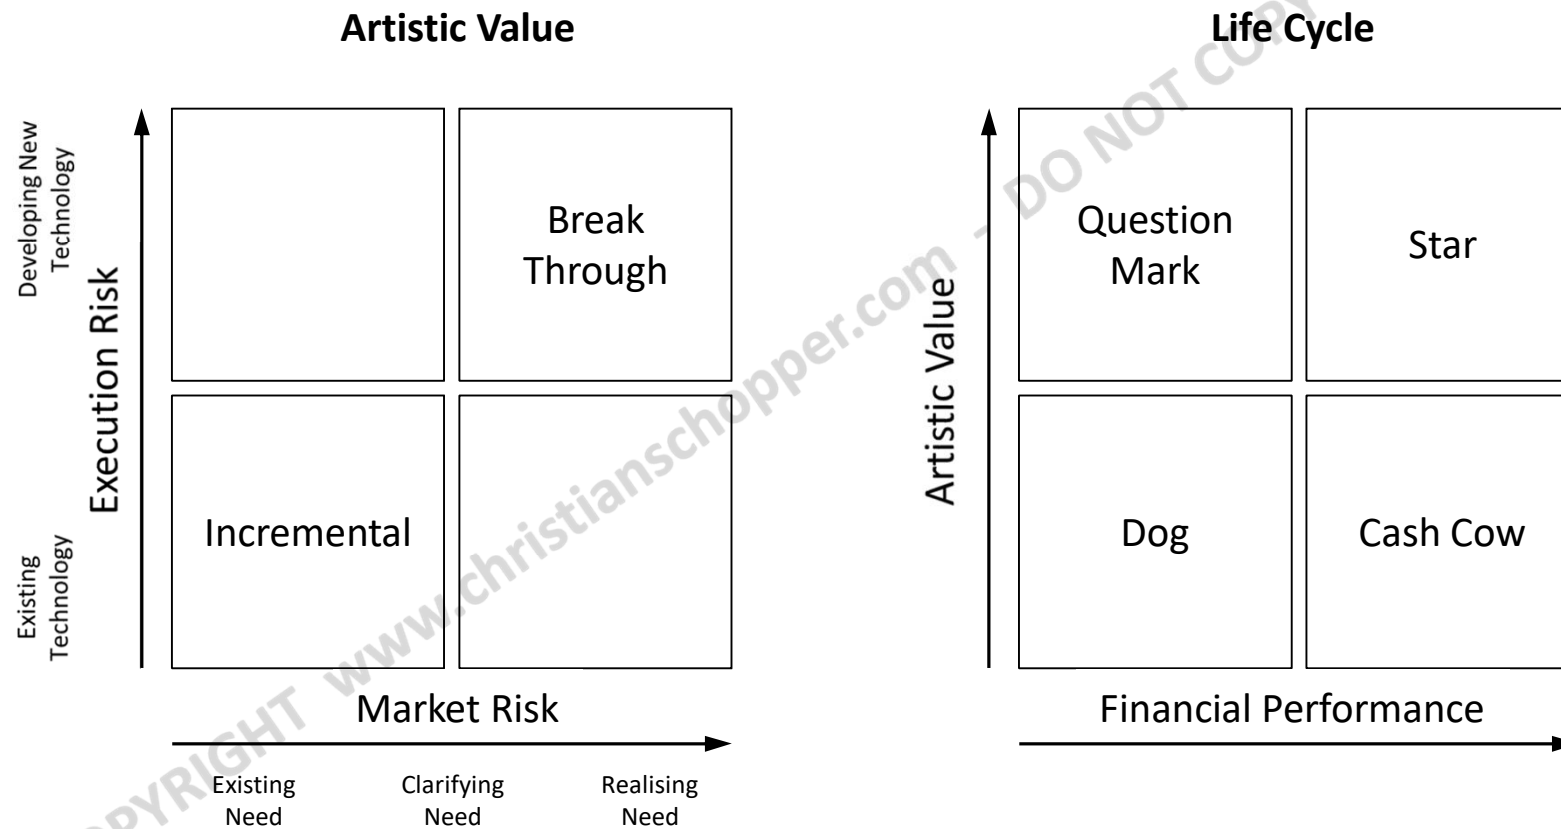 Artistic Value
Developing New
Technology
Execution Risk
Existing
Technology
Break
Through
Incremental
Market Risk
Existing
Need
Clarifying
Need
Realising
Need
Life Cycle
Artistic Value
Question
Mark
Star
Dog
Cash Cow
Financial Performance
OPYRIGHT www.christianschopper.com - DO NOT COPY